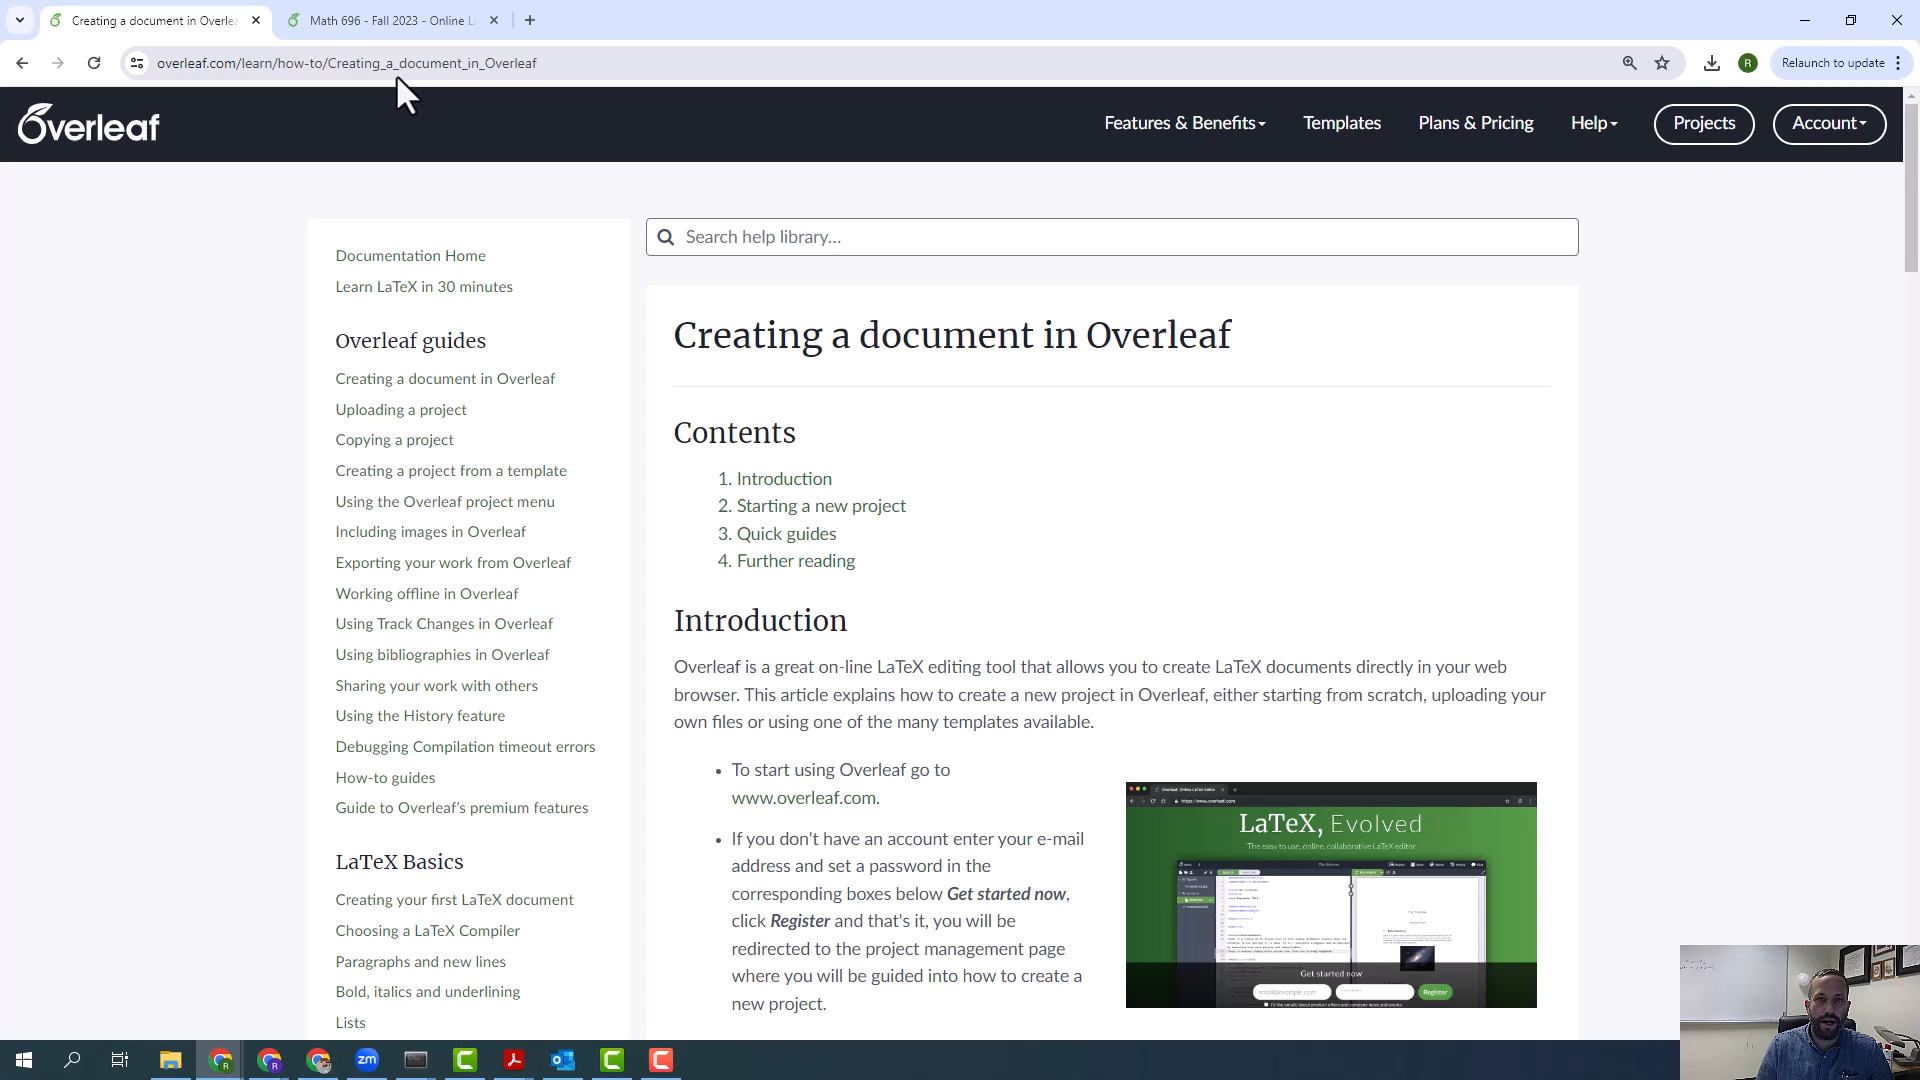 Creating a document in Overle
Math 696 - Fall 2023 - Online L
overleaf.com/learn/how-to/Creating_a_document_in_Overleaf
R
Relaunch to update
Overleaf
Features & Benefits
Templates
Plans & Pricing
Help
Projects
Account
Documentation Home
Learn LaTeX in 30 minutes
Overleaf guides
Creating a document in Overleaf
Uploading a project
Copying a project
Creating a project from a template
Using the Overleaf project menu
Including images in Overleaf
Exporting your work from Overleaf
Working offline in Overleaf
Using Track Changes in Overleaf
Using bibliographies in Overleaf
Sharing your work with others
Using the History feature
Debugging Compilation timeout errors
How-to guides
Guide to Overleaf’s premium features
LaTeX Basics
Creating your first LaTeX document
Choosing a LaTeX Compiler
Paragraphs and new lines
Bold, italics and underlining
Lists
Search help library...
Creating a document in Overleaf
Contents
1. Introduction
2. Starting a new project
3. Quick guides
4. Further reading
Introduction
Overleaf is a great on-line LaTeX editing tool that allows you to create LaTeX documents directly in your web
browser. This article explains how to create a new project in Overleaf, either starting from scratch, uploading your
own files or using one of the many templates available.
• To start using Overleaf go to
www.overleaf.com.
• If you don't have an account enter your e-mail
address and set a password in the
corresponding boxes below Get started now,
click Register and that's it, you will be
redirected to the project management page
where you will be guided into how to create a
new project.
LaTeX, Evolved
The easy to use, online, collaborative LaTeX editor
Get started now
email@example.com
Register
zm